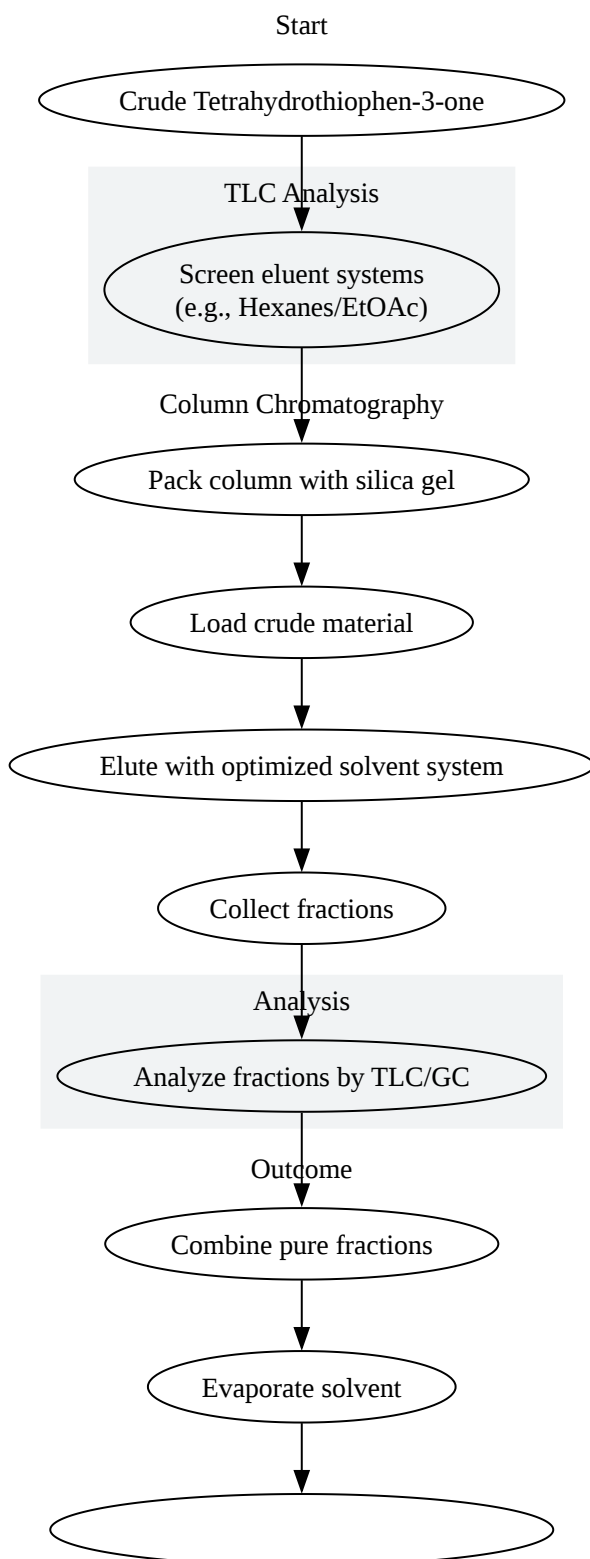 Start
Crude Tetrahydrothiophen-3-one
TLC Analysis
Screen eluent systems
(e.g., Hexanes/EtOAc)
Column Chromatography
Pack column with silica gel
Load crude material
Elute with optimized solvent system
Collect fractions
Analysis
Analyze fractions by TLC/GC
Outcome
Combine pure fractions
Evaporate solvent